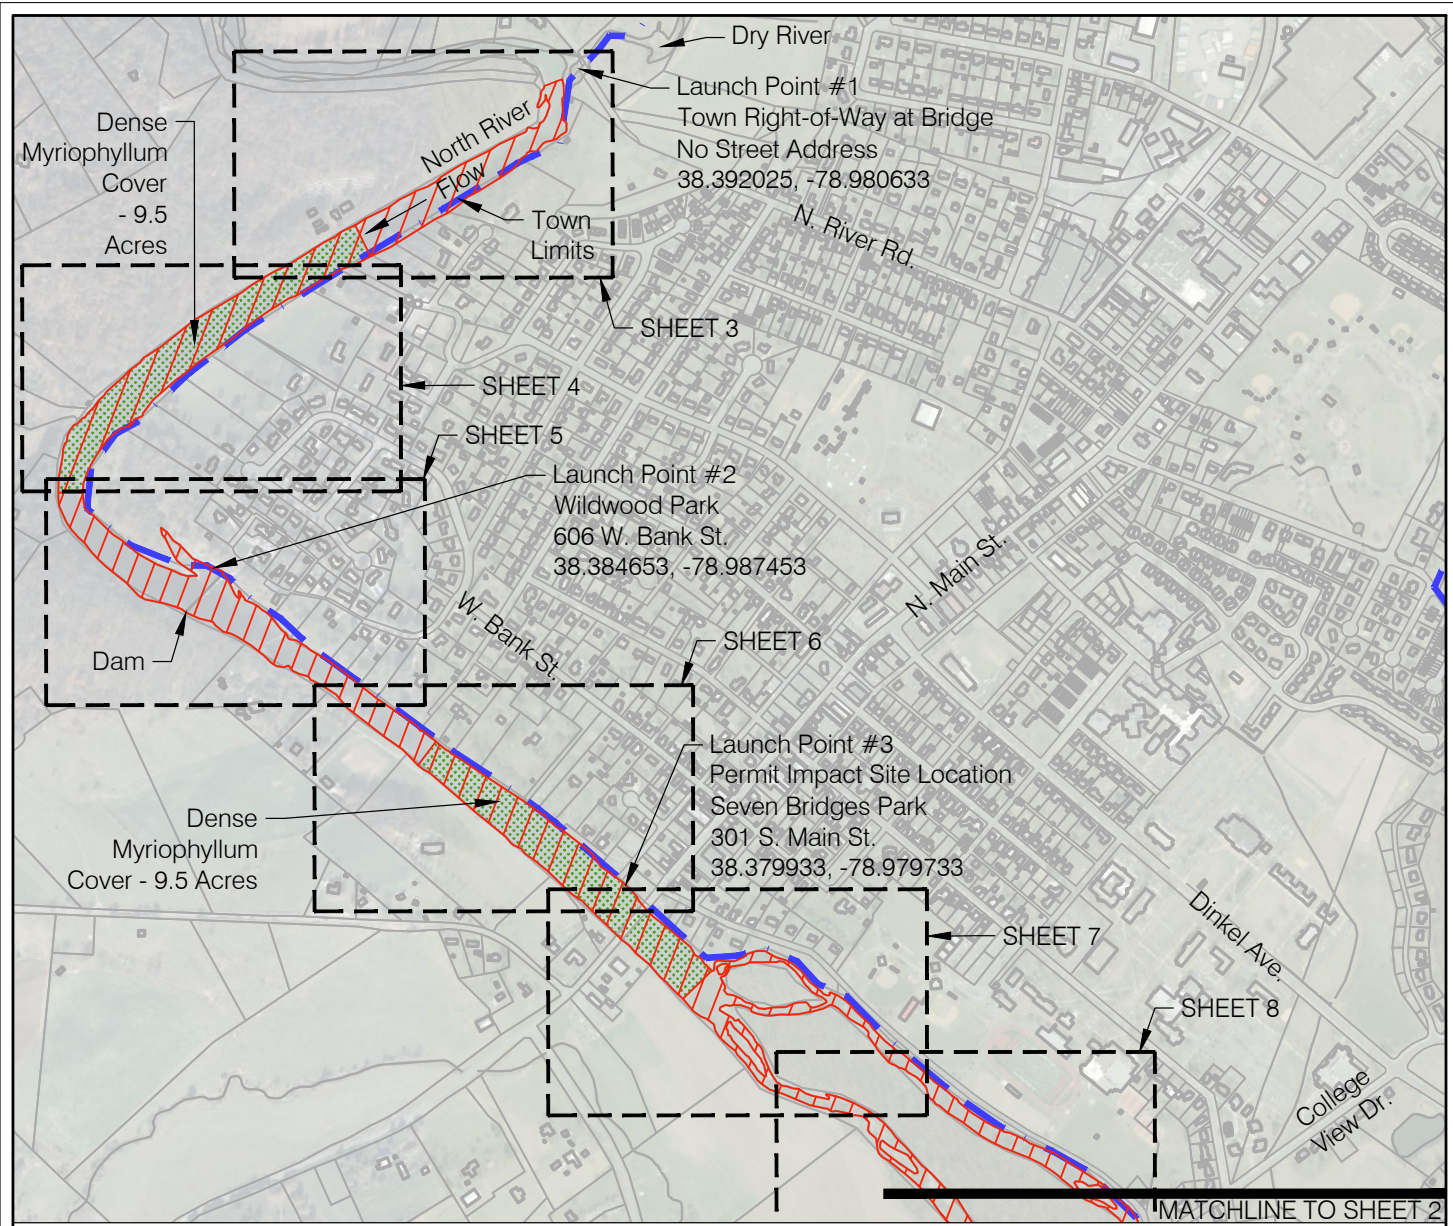 Dry River
Launch Point #1
Town Right-of-Way at Bridge
No Street Address
38.392025, -78.980633
Dense
Myriophyllum
Cover
- 9.5
Acres
North River
Flow
Town
Limits
N. River Rd.
SHEET 3
SHEET 4
SHEET 5
Launch Point #2
Wildwood Park
606 W. Bank St.
38.384653, -78.987453
N. Main St.
W. Bank St.
Dam
SHEET 6
Launch Point #3
Permit Impact Site Location
Seven Bridges Park
301 S. Main St.
38.379933, -78.979733
Dense
Myriophyllum
Cover - 9.5 Acres
Dinkel Ave.
SHEET 7
SHEET 8
College
View Dr.
MATCHLINE TO SHEET 2